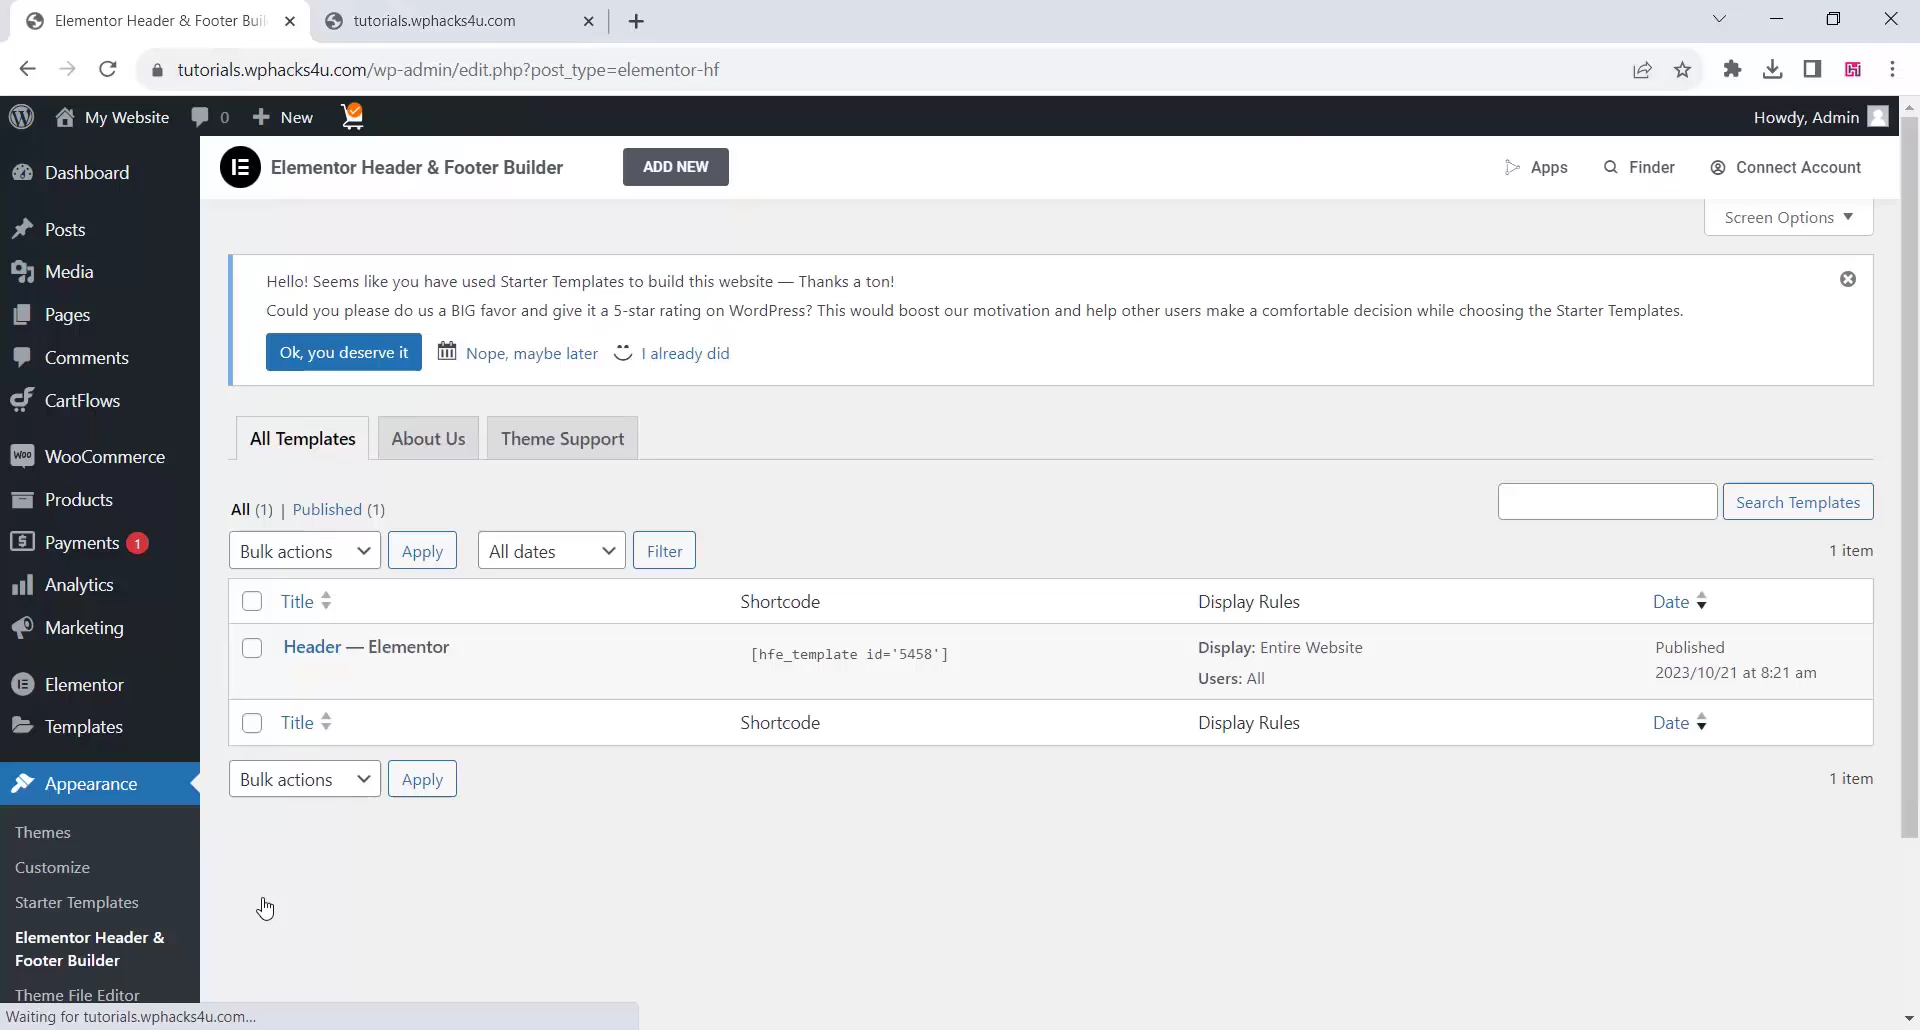 Elementor Header & Footer Buil
tutorials.wphacks4u.com
tutorials.wphacks4u.com/wp-admin/edit.php?post_type=elementor-hf
My Website 0 New Howdy, Admin
Dashboard
Posts
Media
Pages
Comments
CartFlows
WooCommerce
Products
Payments 1
Analytics
Marketing
Elementor
Templates
Appearance
Themes
Customize
Starter Templates
Elementor Header &
Footer Builder
Theme File Editor
Elementor Header & Footer Builder ADD NEW Apps Finder Connect Account
Screen Options
Hello! Seems like you have used Starter Templates to build this website — Thanks a ton!
Could you please do us a BIG favor and give it a 5-star rating on WordPress? This would boost our motivation and help other users make a comfortable decision while choosing the Starter Templates.
Ok, you deserve it Nope, maybe later I already did
All Templates About Us Theme Support
All (1) | Published (1)
Search Templates
Bulk actions Apply All dates Filter 1 item
Title Shortcode Display Rules Date
Header — Elementor [hfe_template id='5458'] Display: Entire Website Published
Users: All 2023/10/21 at 8:21 am
Title Shortcode Display Rules Date
Bulk actions Apply 1 item
Waiting for tutorials.wphacks4u.com...